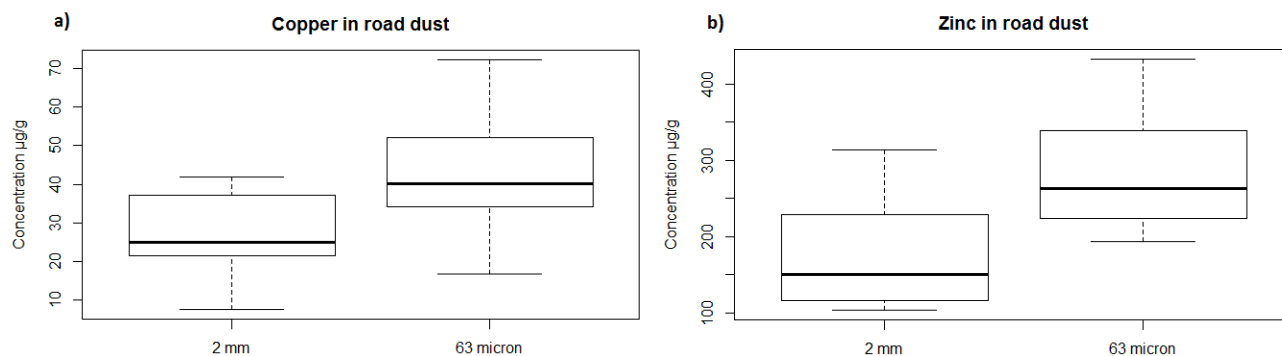 a)
Copper in road dust
Concentration µg/g
70
60
50
40
30
20
10
2 mm
63 micron
b)
Zinc in road dust
Concentration µg/g
400
300
200
100
2 mm
63 micron